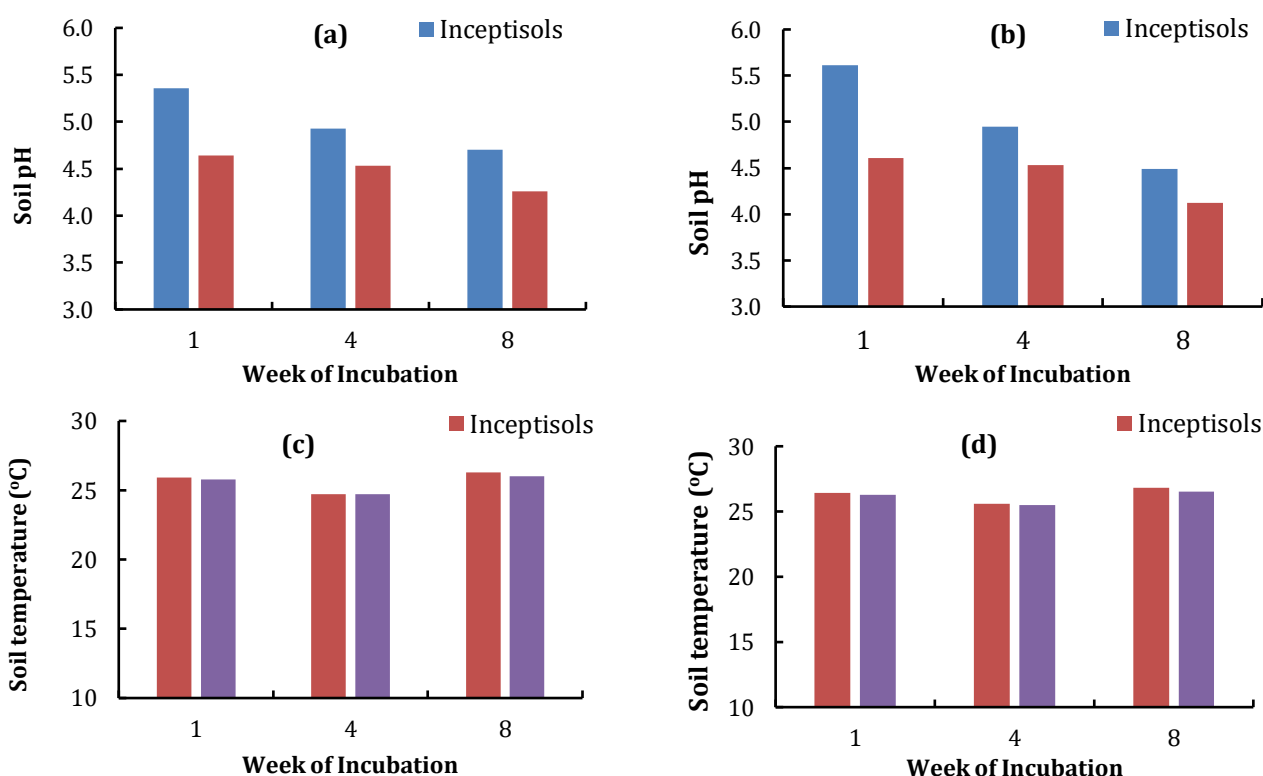 (a)
Inceptisols
6.0
5.5
5.0
4.5
4.0
3.5
3.0
Soil pH
1 4 8
Week of Incubation
(b)
Inceptisols
6.0
5.5
5.0
4.5
4.0
3.5
3.0
Soil pH
1 4 8
Week of Incubation
(c)
Inceptisols
30
25
20
15
10
Soil temperature (°C)
1 4 8
Week of Incubation
(d)
Inceptisols
30
25
20
15
10
Soil temperature (°C)
1 4 8
Week of Incubation